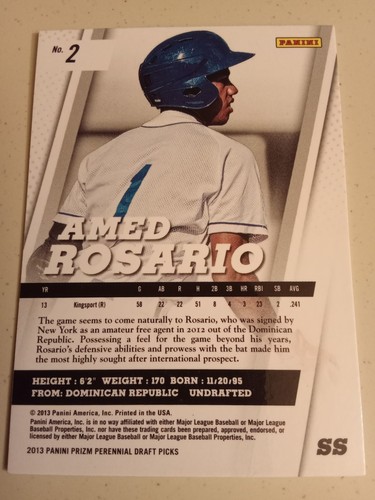 No. 2
PANINI
1
AMED
ROSARIO
YR G AB R H 2B 3B HR RBI SB AVG
13 Kingsport (R) 58 22 22 51 8 4 3 23 2 .241
The game seems to come naturally to Rosario, who was signed by
New York as an amateur free agent in 2012 out of the Dominican
Republic. Possessing a feel for the game beyond his years,
Rosario's defensive abilities and prowess with the bat made him
the most highly sought after international prospect.
HEIGHT: 6'2" WEIGHT: 170 BORN: 11/20/95
FROM: DOMINICAN REPUBLIC UNDRAFTED
© 2013 Panini America, Inc. Printed in the USA.
Panini America, Inc. is in no way affiliated with either Major League Baseball or Major League
Baseball Properties, Inc. nor have these trading cards been prepared, approved, endorsed, or
licensed by either Major League Baseball or Major League Baseball Properties, Inc.
2013 PANINI PRIZM PERENNIAL DRAFT PICKS
SS